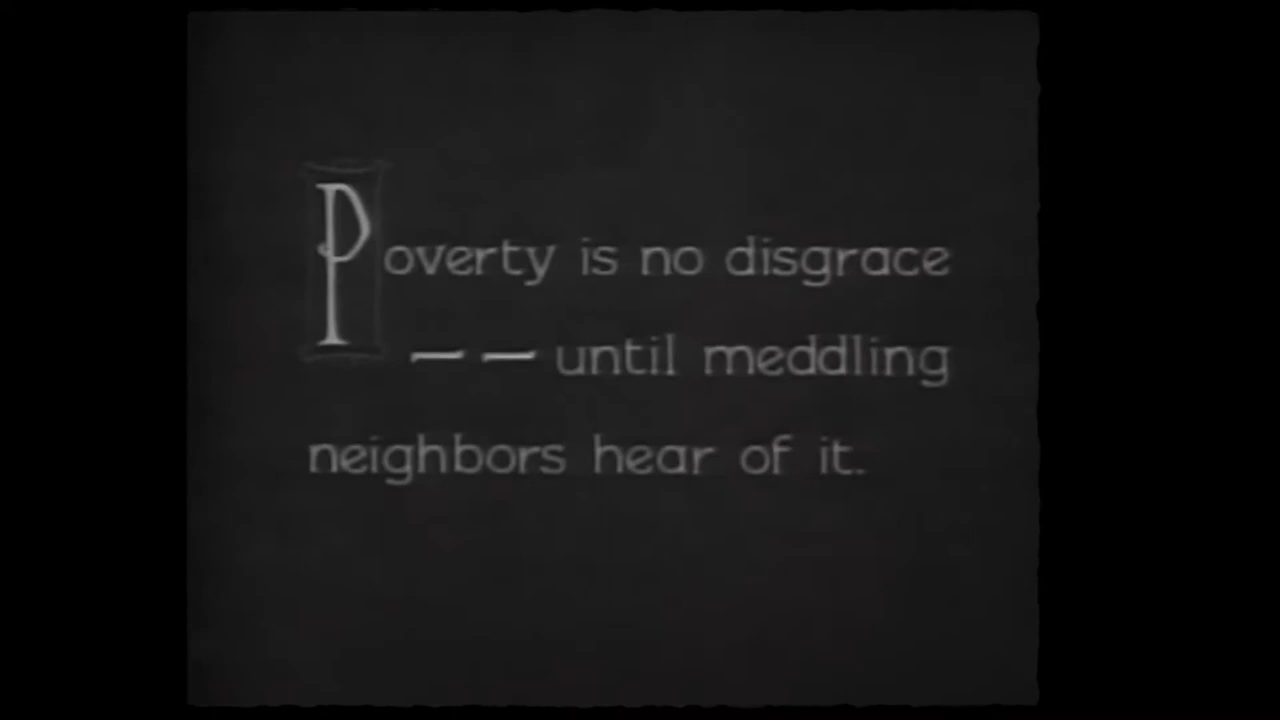 Poverty is no disgrace
— — until meddling
neighbors hear of it.